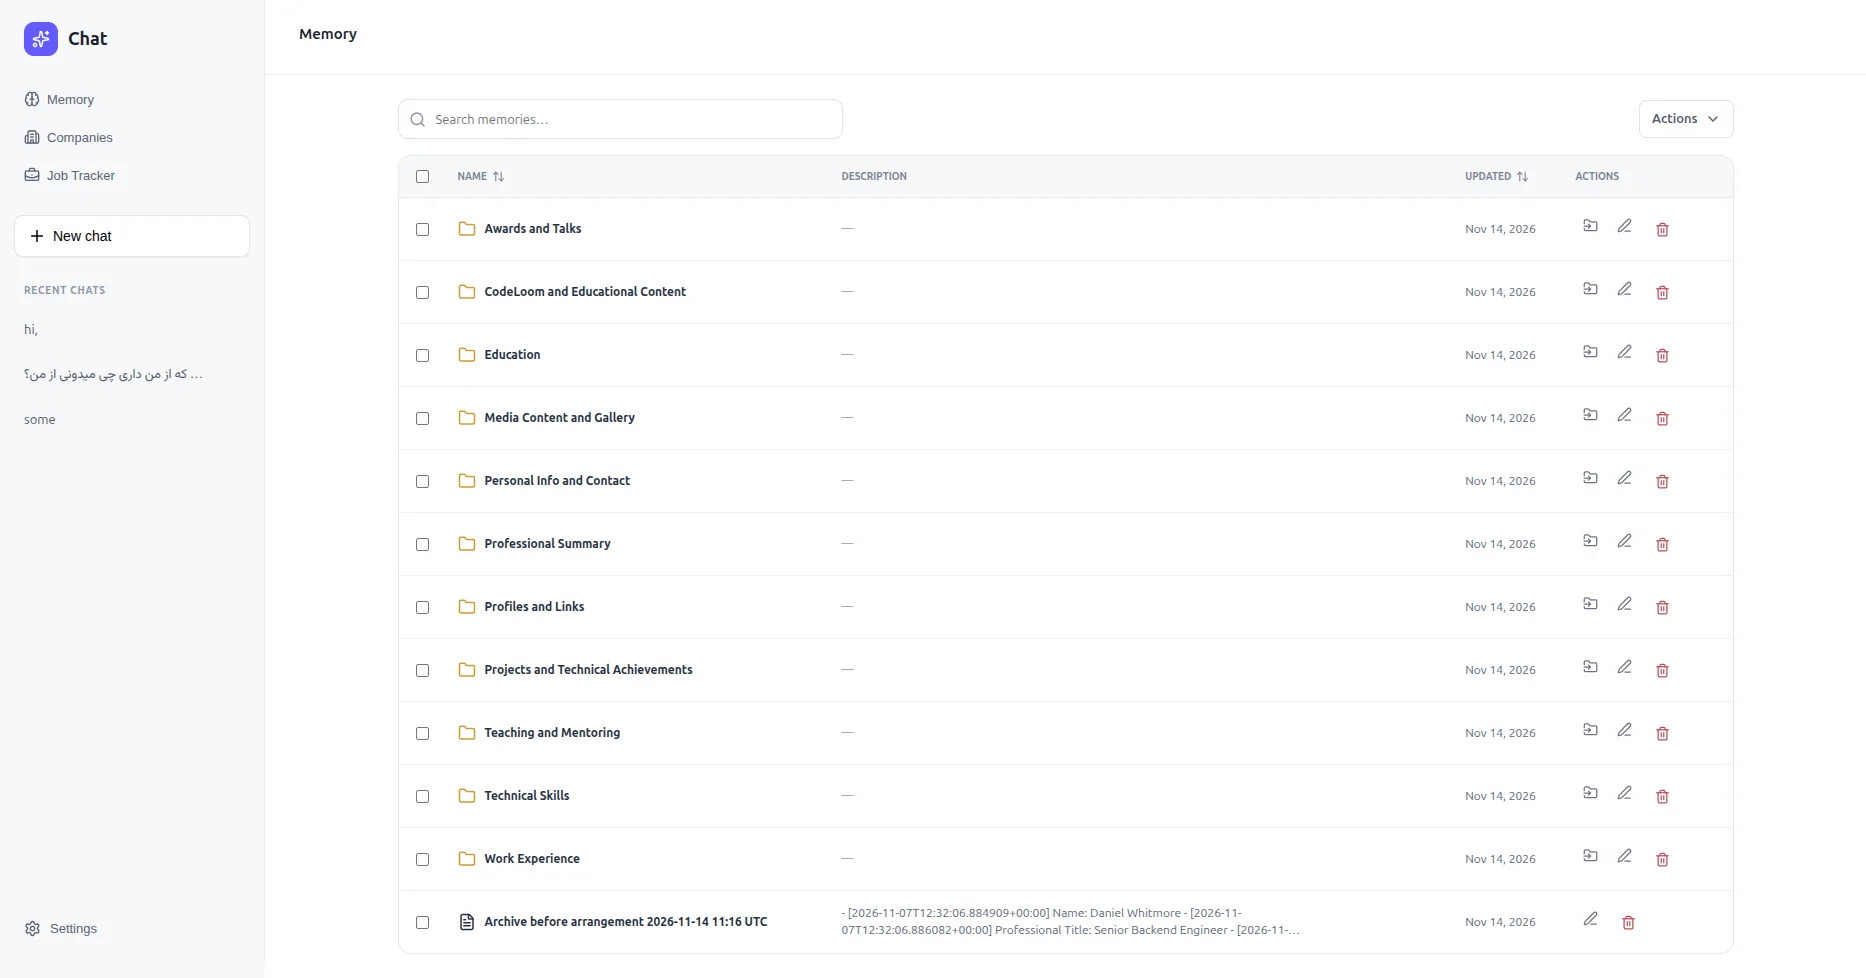 Chat
Memory
Companies
Job Tracker
New chat
RECENT CHATS
hi,
... که از من داری چی میدونی از من؟
some
Settings
Memory
Search memories...
Actions
NAME DESCRIPTION UPDATED ACTIONS
Awards and Talks — Nov 14, 2026
CodeLoom and Educational Content — Nov 14, 2026
Education — Nov 14, 2026
Media Content and Gallery — Nov 14, 2026
Personal Info and Contact — Nov 14, 2026
Professional Summary — Nov 14, 2026
Profiles and Links — Nov 14, 2026
Projects and Technical Achievements — Nov 14, 2026
Teaching and Mentoring — Nov 14, 2026
Technical Skills — Nov 14, 2026
Work Experience — Nov 14, 2026
Archive before arrangement 2026-11-14 11:16 UTC
- [2026-11-07T12:32:06.884909+00:00] Name: Daniel Whitmore - [2026-11-
07T12:32:06.886082+00:00] Professional Title: Senior Backend Engineer - [2026-11-...
Nov 14, 2026